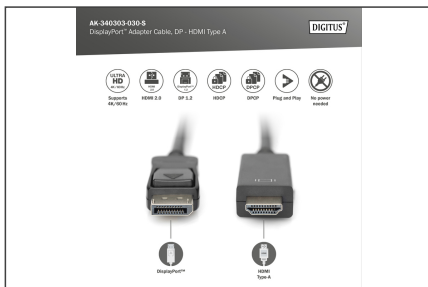 AK-340303-030-S
DisplayPort™ Adapter Cable, DP - HDMI Type A
DIGITUS®
ULTRA
HD
Supports
4K/60Hz
HDMI 2.0
DP 1.2
HDCP
HDCP
DPCP
DPCP
Plug and Play
No power
needed
DisplayPort™
HDMI
Type-A